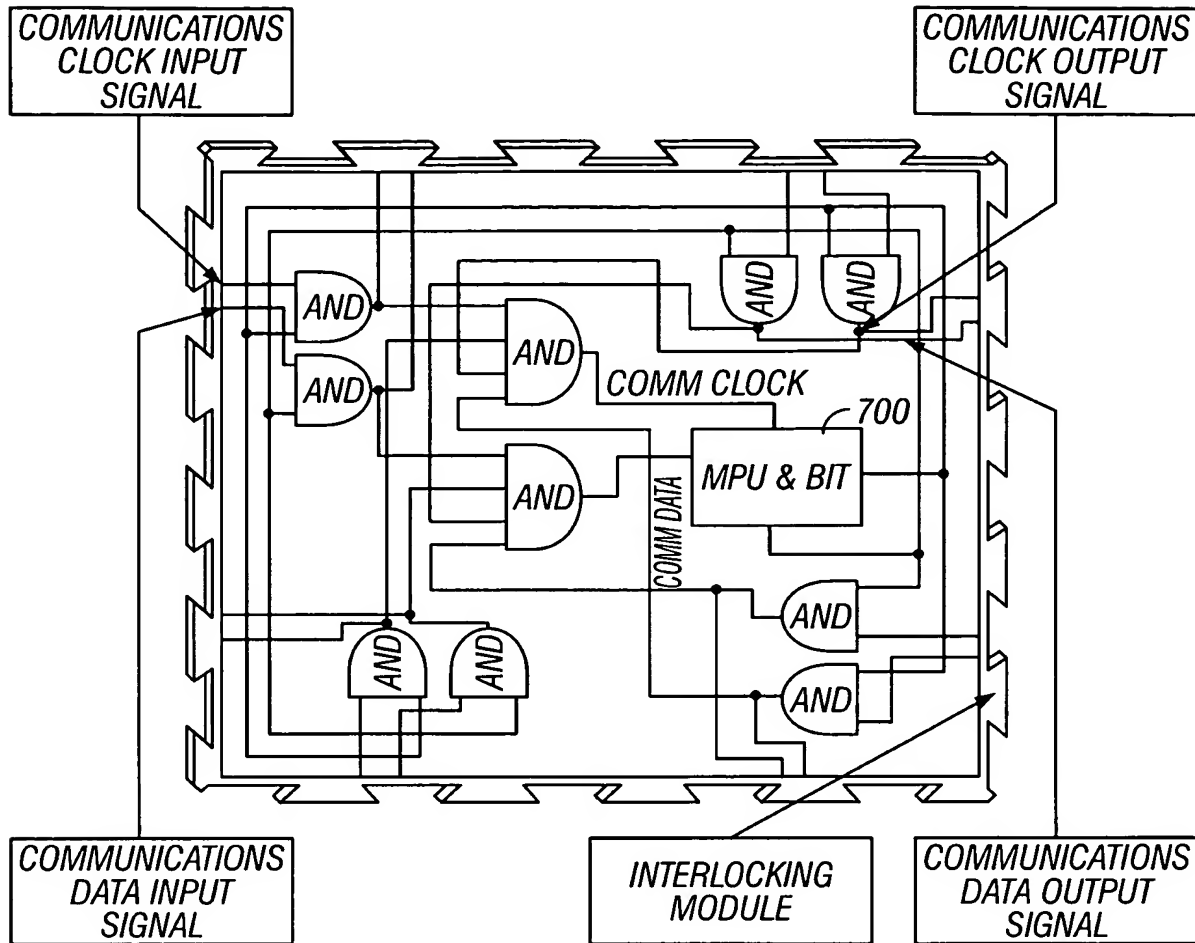 COMMUNICATIONS
CLOCK INPUT
SIGNAL
COMMUNICATIONS
CLOCK OUTPUT
SIGNAL
AND
AND
AND
AND
AND
COMM CLOCK
700
AND
MPU & BIT
COMM DATA
AND
AND
AND
AND
COMMUNICATIONS
DATA INPUT
SIGNAL
INTERLOCKING
MODULE
COMMUNICATIONS
DATA OUTPUT
SIGNAL